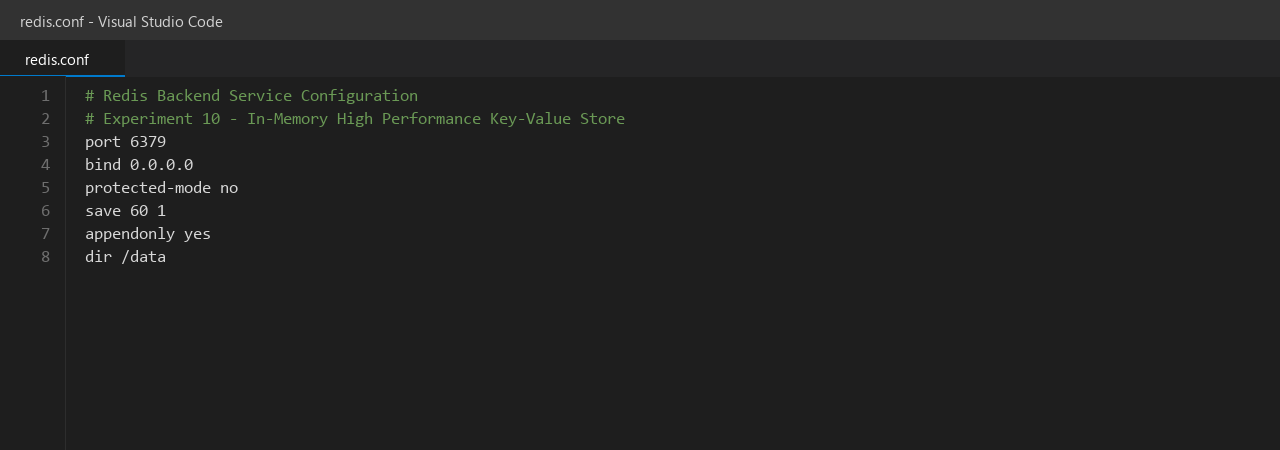 redis.conf - Visual Studio Code
redis.conf
1 # Redis Backend Service Configuration
2 # Experiment 10 - In-Memory High Performance Key-Value Store
3 port 6379
4 bind 0.0.0.0
5 protected-mode no
6 save 60 1
7 appendonly yes
8 dir /data